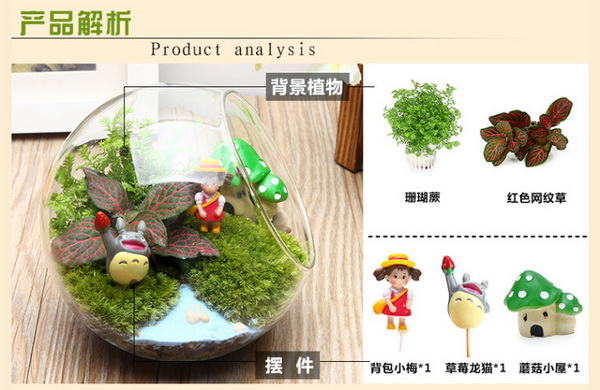 产品解析
Product analysis
背景植物
珊瑚蕨 红色网纹草
摆件
背包小梅*1 草莓龙猫*1 蘑菇小屋*1